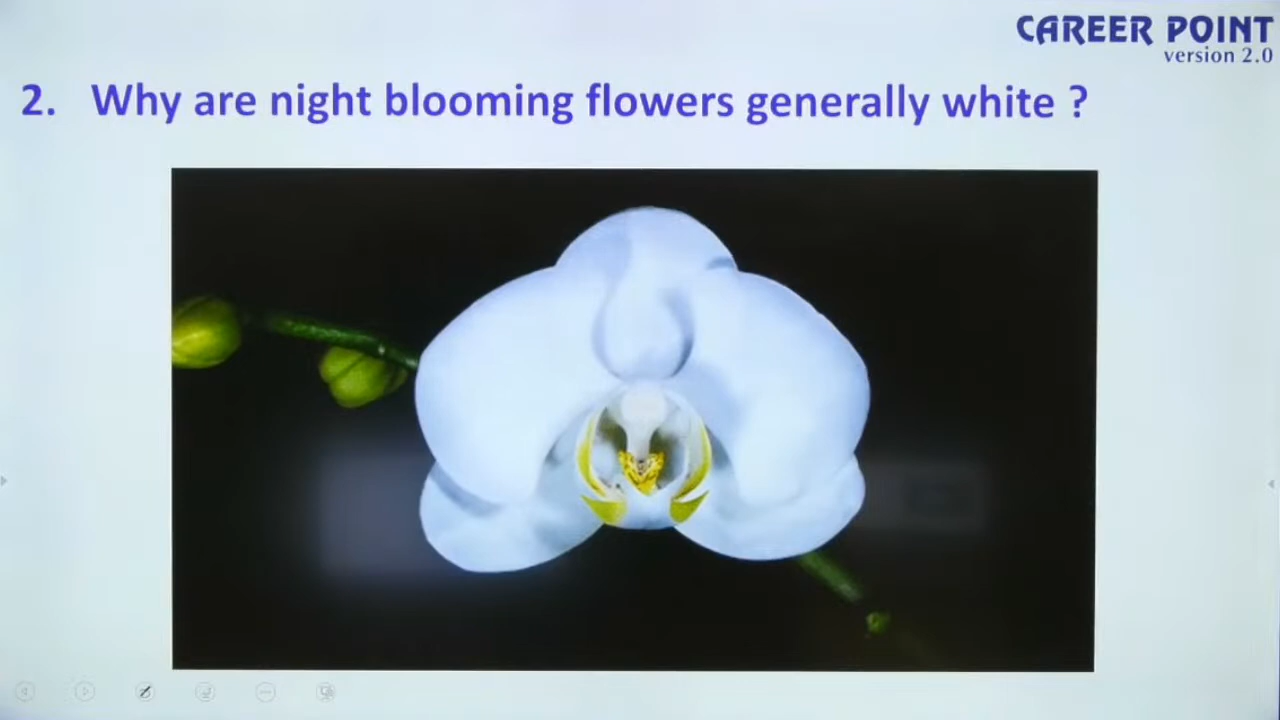 CAREER POINT
version 2.0
2. Why are night blooming flowers generally white ?